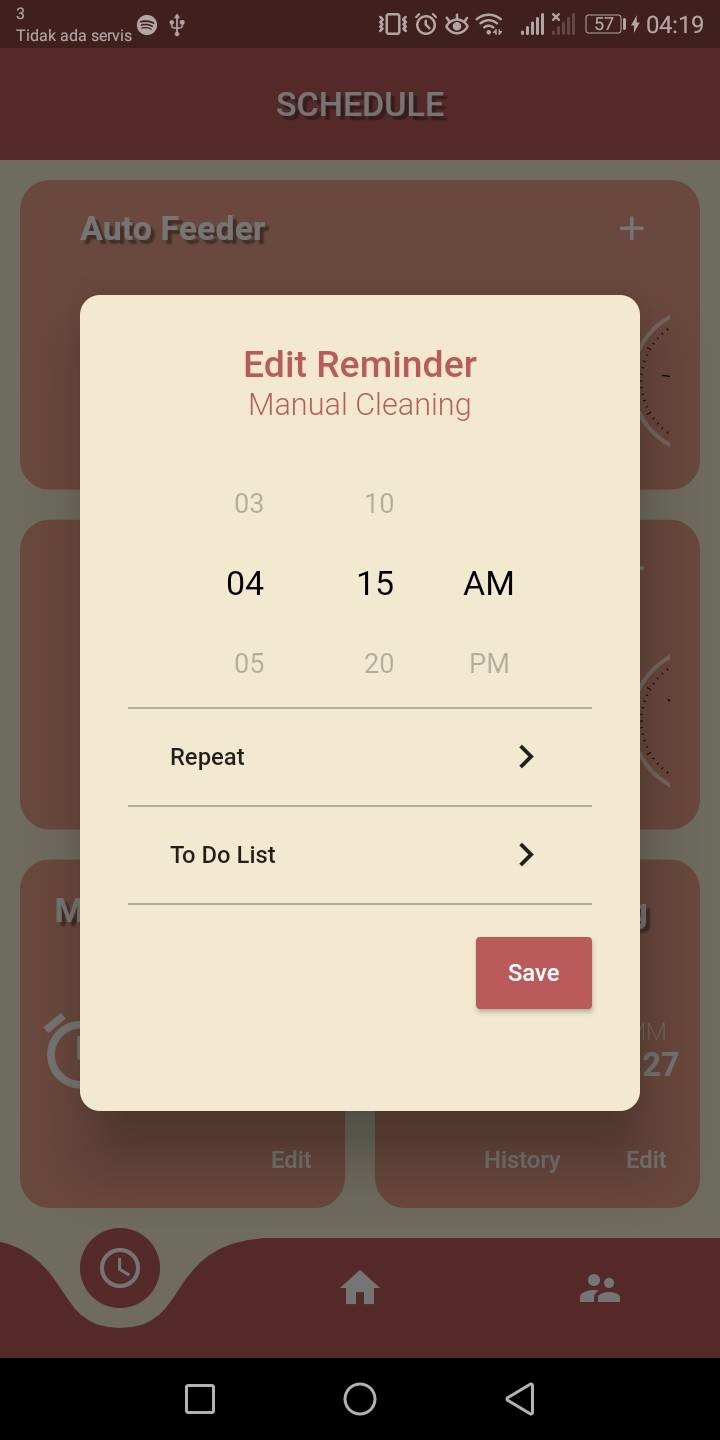 3
Tidak ada servis
57
04:19
SCHEDULE
Auto Feeder
Edit Reminder
Manual Cleaning
03 10
04 15 AM
05 20 PM
Repeat
To Do List
Save
27
Edit
History Edit